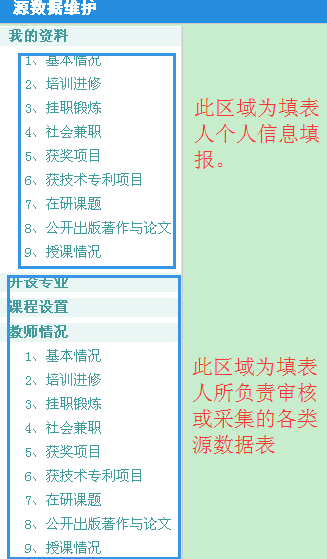 源数据维护
我的资料
1、基本情况
2、培训进修
3、挂职锻炼
4、社会兼职
5、获奖项目
6、获技术专利项目
7、在研课题
8、公开出版著作与论文
9、授课情况
此区域为填表
人个人信息填
报。
开设专业
课程设置
教师情况
1、基本情况
2、培训进修
3、挂职锻炼
4、社会兼职
5、获奖项目
6、获技术专利项目
7、在研课题
8、公开出版著作与论文
9、授课情况
此区域为填表
人所负责审核
或采集的各类
源数据表